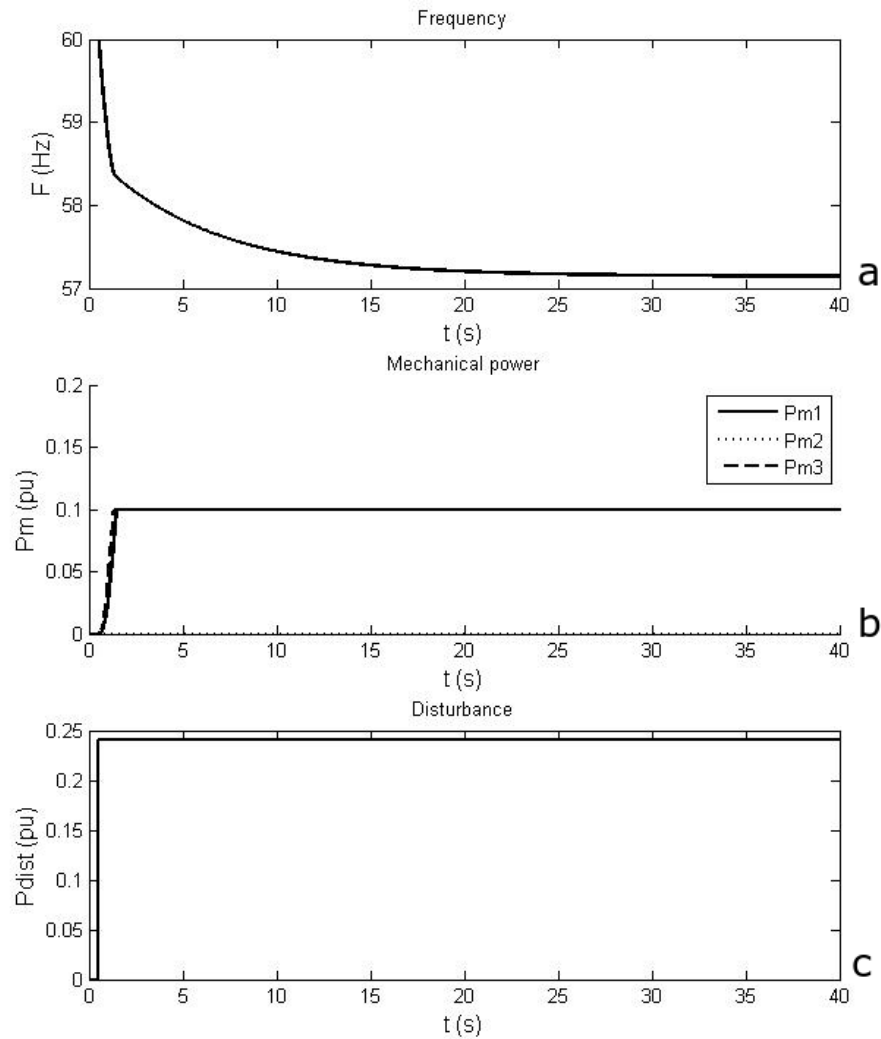 Frequency
60
59
58
57
F (Hz)
0 5 10 15 20 25 30 35 40
t (s)
a
Mechanical power
0.2
0.15
0.1
0.05
0
Pm (pu)
Pm1
Pm2
Pm3
0 5 10 15 20 25 30 35 40
t (s)
b
Disturbance
0.25
0.2
0.15
0.1
0.05
0
Pdist (pu)
0 5 10 15 20 25 30 35 40
t (s)
c